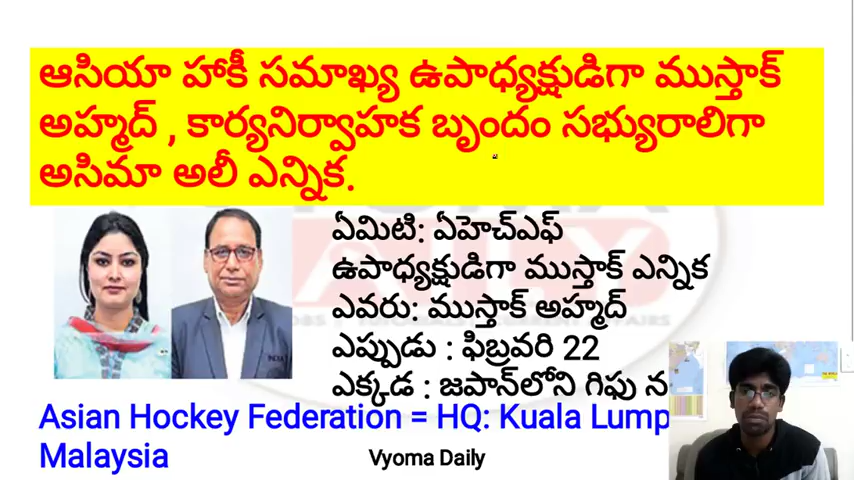 ఆసియా హాకీ సమాఖ్య ఉపాధ్యక్షుడిగా ముస్తాక్
అహ్మద్ , కార్యనిర్వాహక బృందం సభ్యురాలిగా
అసిమా అలీ ఎన్నిక.
ఏమిటి: ఏహెచ్ఎఫ్
ఉపాధ్యక్షుడిగా ముస్తాక్ ఎన్నిక
ఎవరు: ముస్తాక్ అహ్మద్
ఎప్పుడు : ఫిబ్రవరి 22
ఎక్కడ : జపాన్‌లోని గిఫు న
Asian Hockey Federation = HQ: Kuala Lump
Malaysia
Vyoma Daily